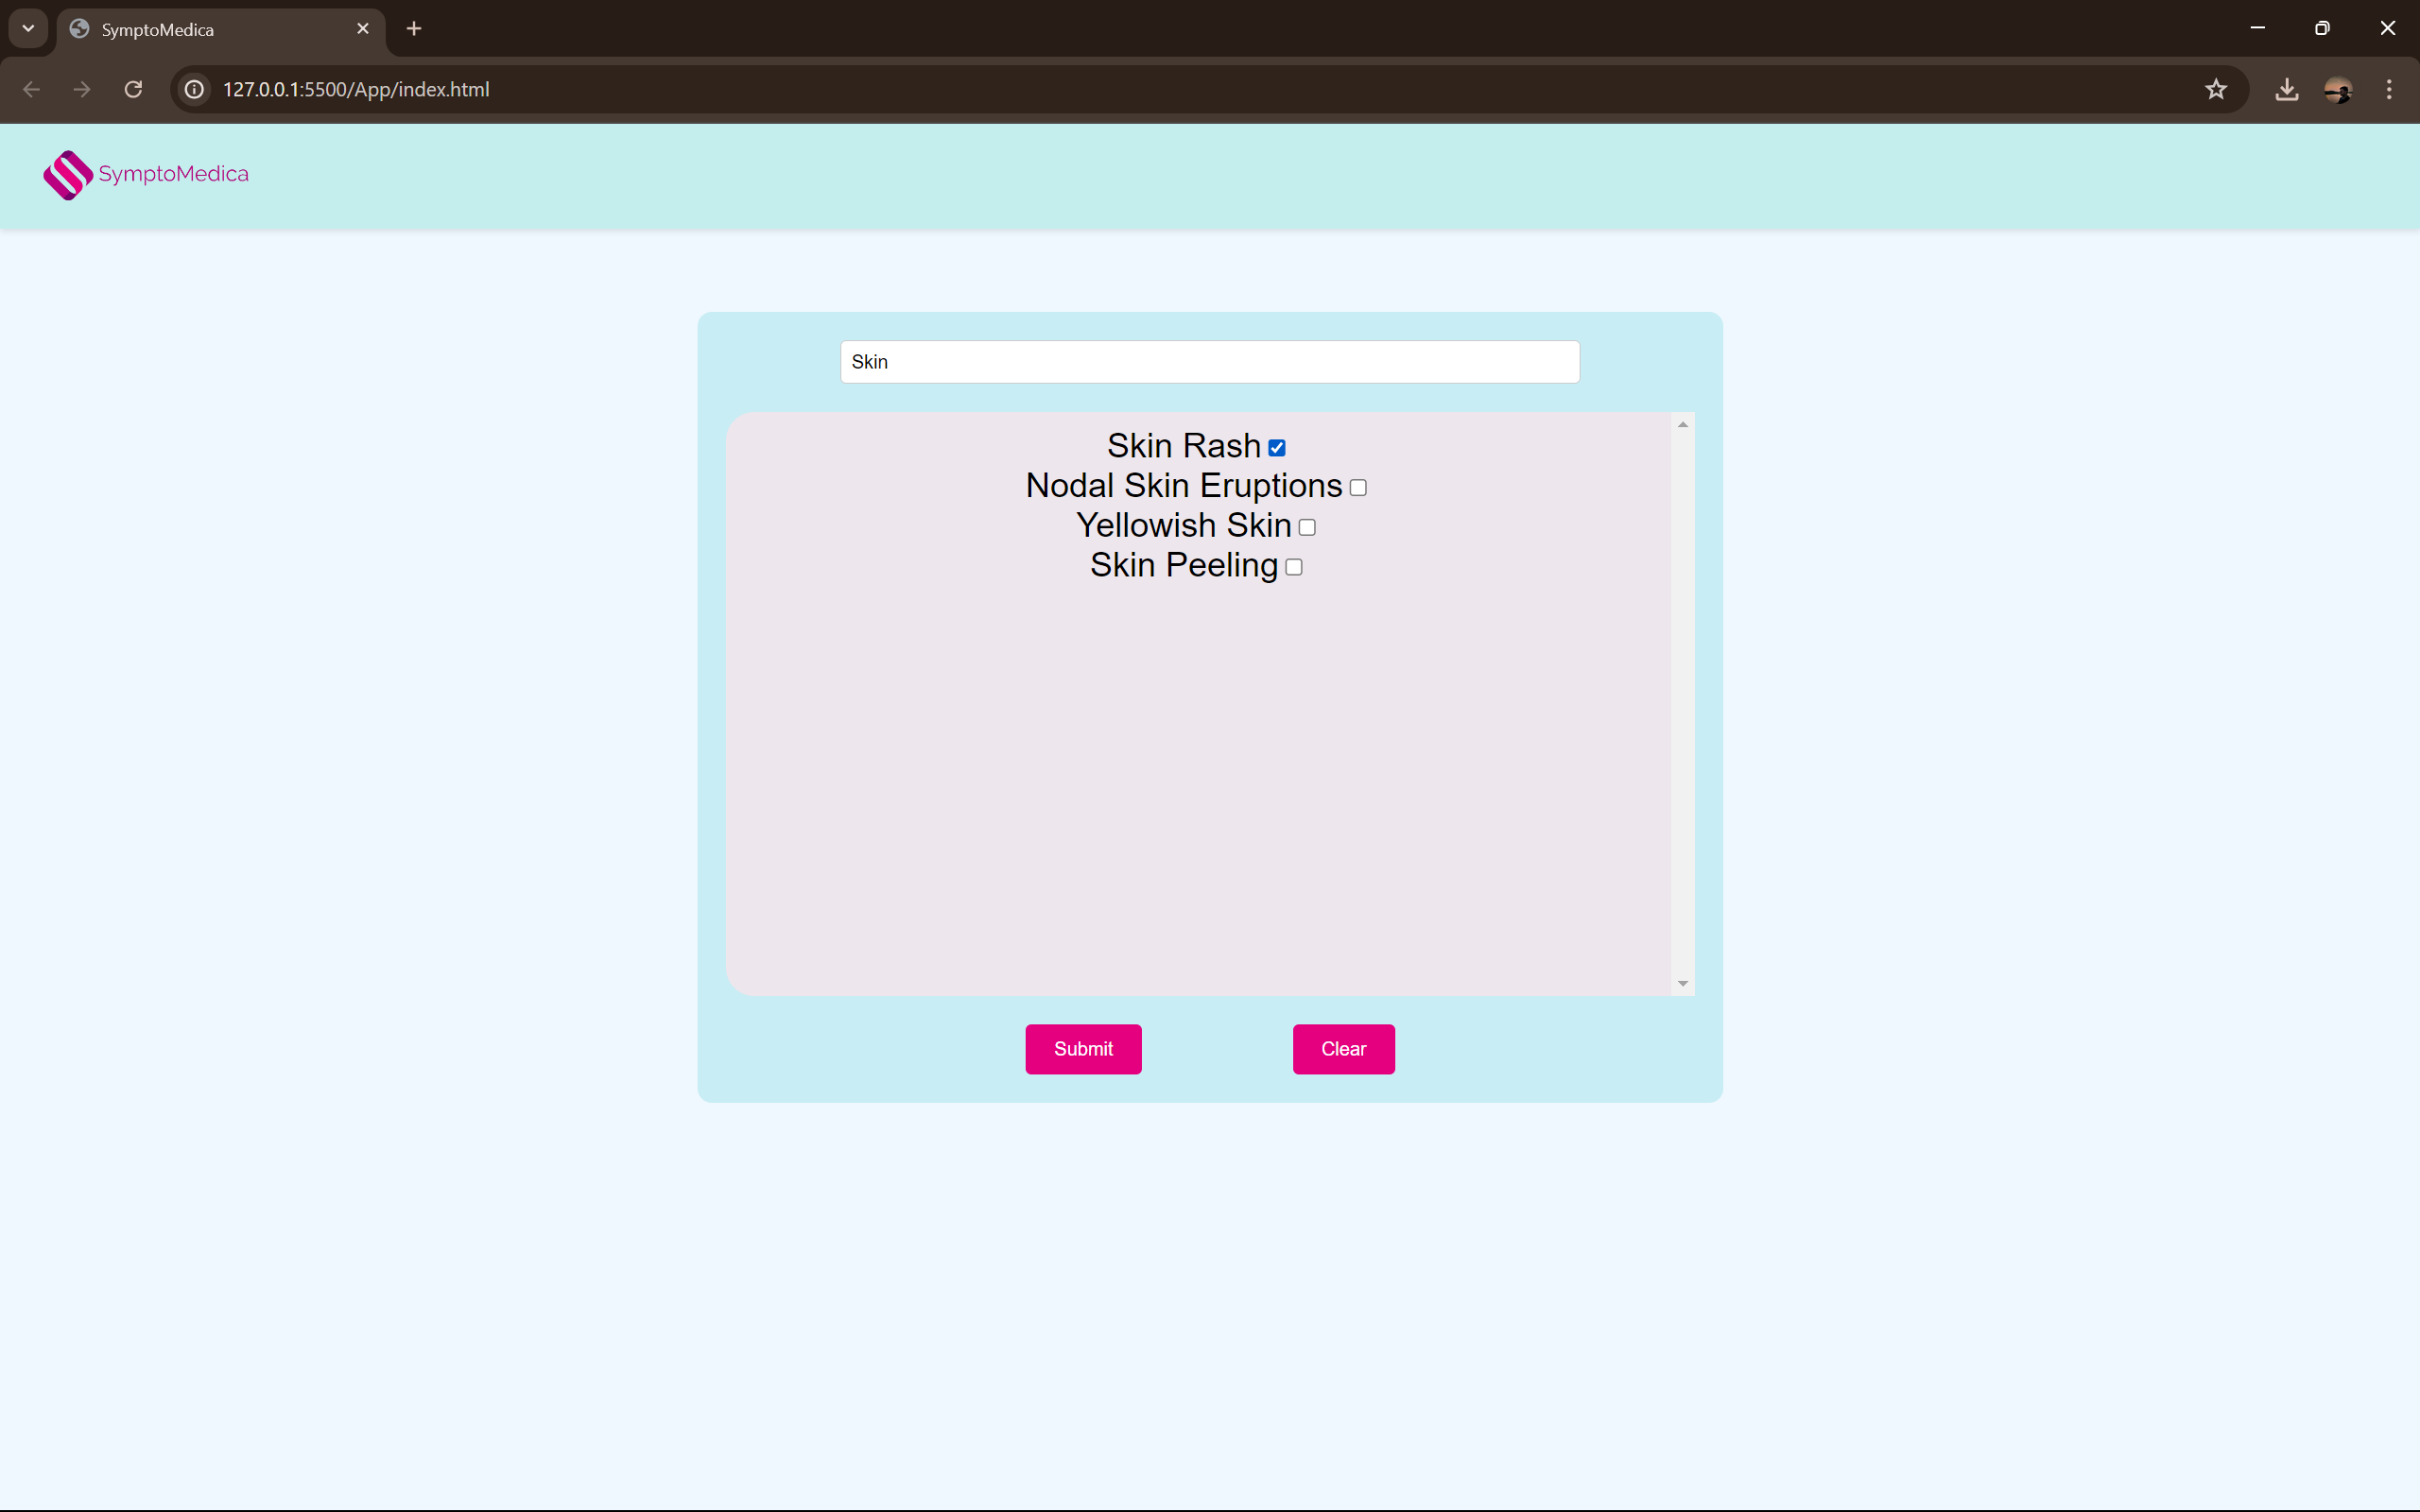 SymptoMedica
127.0.0.1:5500/App/index.html
SymptoMedica
Skin
Skin Rash
Nodal Skin Eruptions
Yellowish Skin
Skin Peeling
Submit Clear